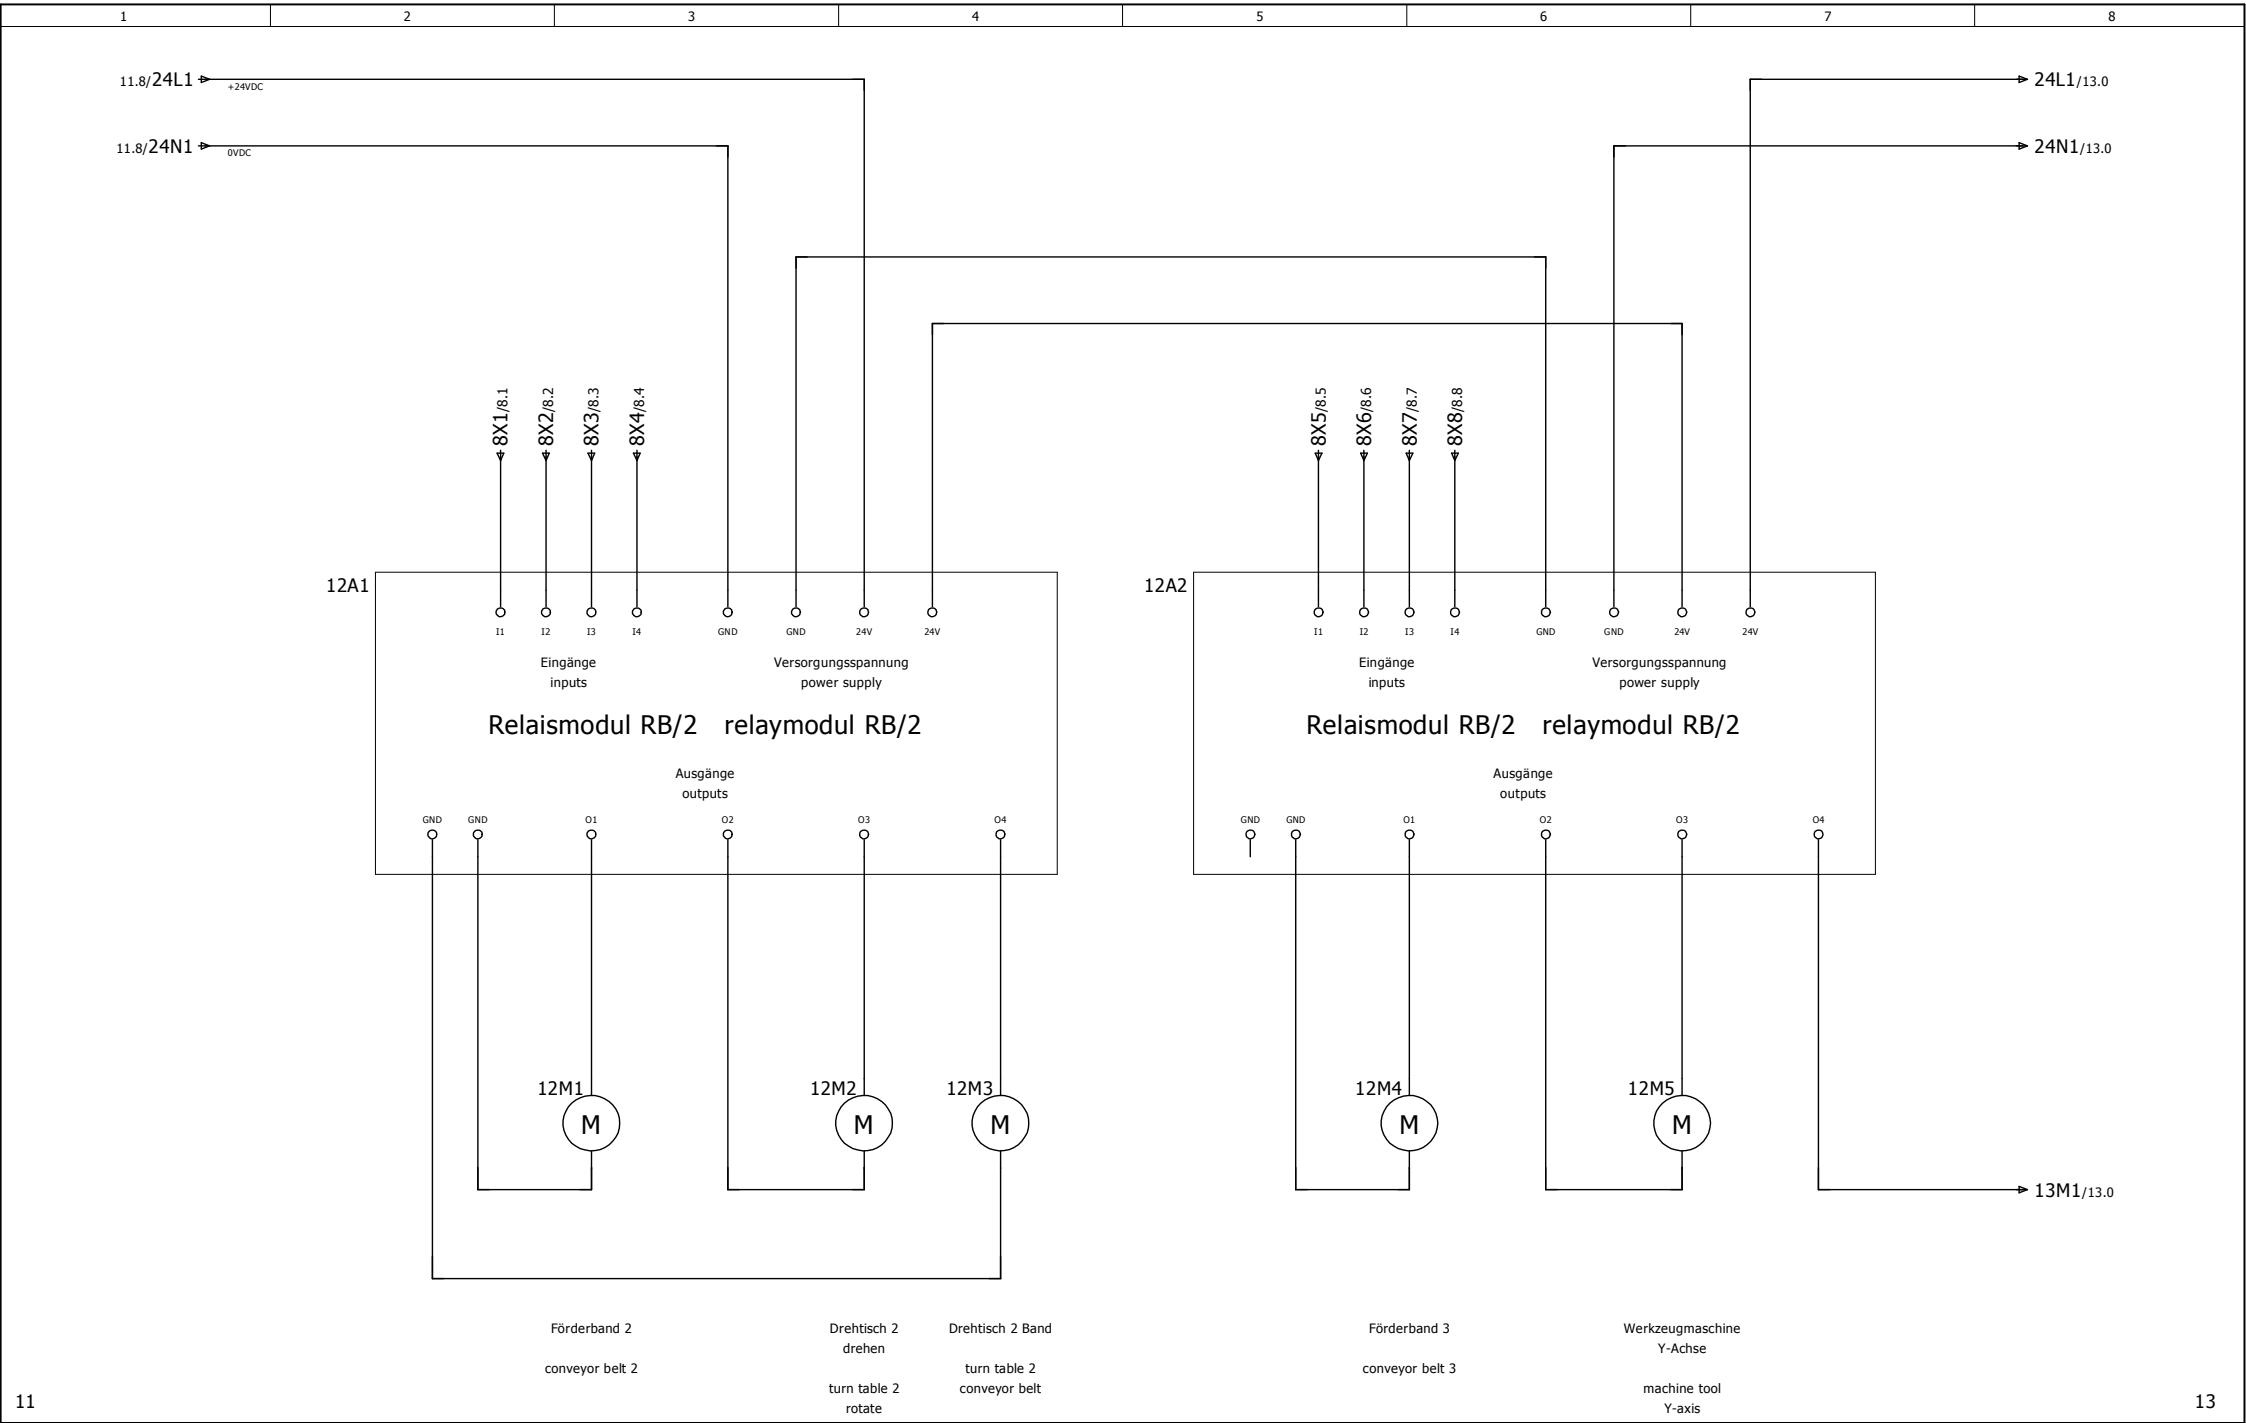 1 2 3 4 5 6 7 8
11.8/24L1 +24VDC 24L1/13.0
11.8/24N1 0VDC 24N1/13.0
8X1/8.1 8X2/8.2 8X3/8.3 8X4/8.4 8X5/8.5 8X6/8.6 8X7/8.7 8X8/8.8
12A1 12A2
I1 I2 I3 I4 GND GND 24V 24V I1 I2 I3 I4 GND GND 24V 24V
Eingänge Versorgungsspannung Eingänge Versorgungsspannung
inputs power supply inputs power supply
Relaismodul RB/2 relaymodul RB/2 Relaismodul RB/2 relaymodul RB/2
Ausgänge Ausgänge
outputs outputs
GND GND O1 O2 O3 O4 GND GND O1 O2 O3 O4
12M1 12M2 12M3 12M4 12M5
M M M M M
13M1/13.0
Förderband 2 Drehtisch 2 Drehtisch 2 Band Förderband 3 Werkzeugmaschine
drehen Y-Achse
conveyor belt 2 turn table 2 conveyor belt 3
turn table 2 conveyor belt machine tool
rotate Y-axis
11 13